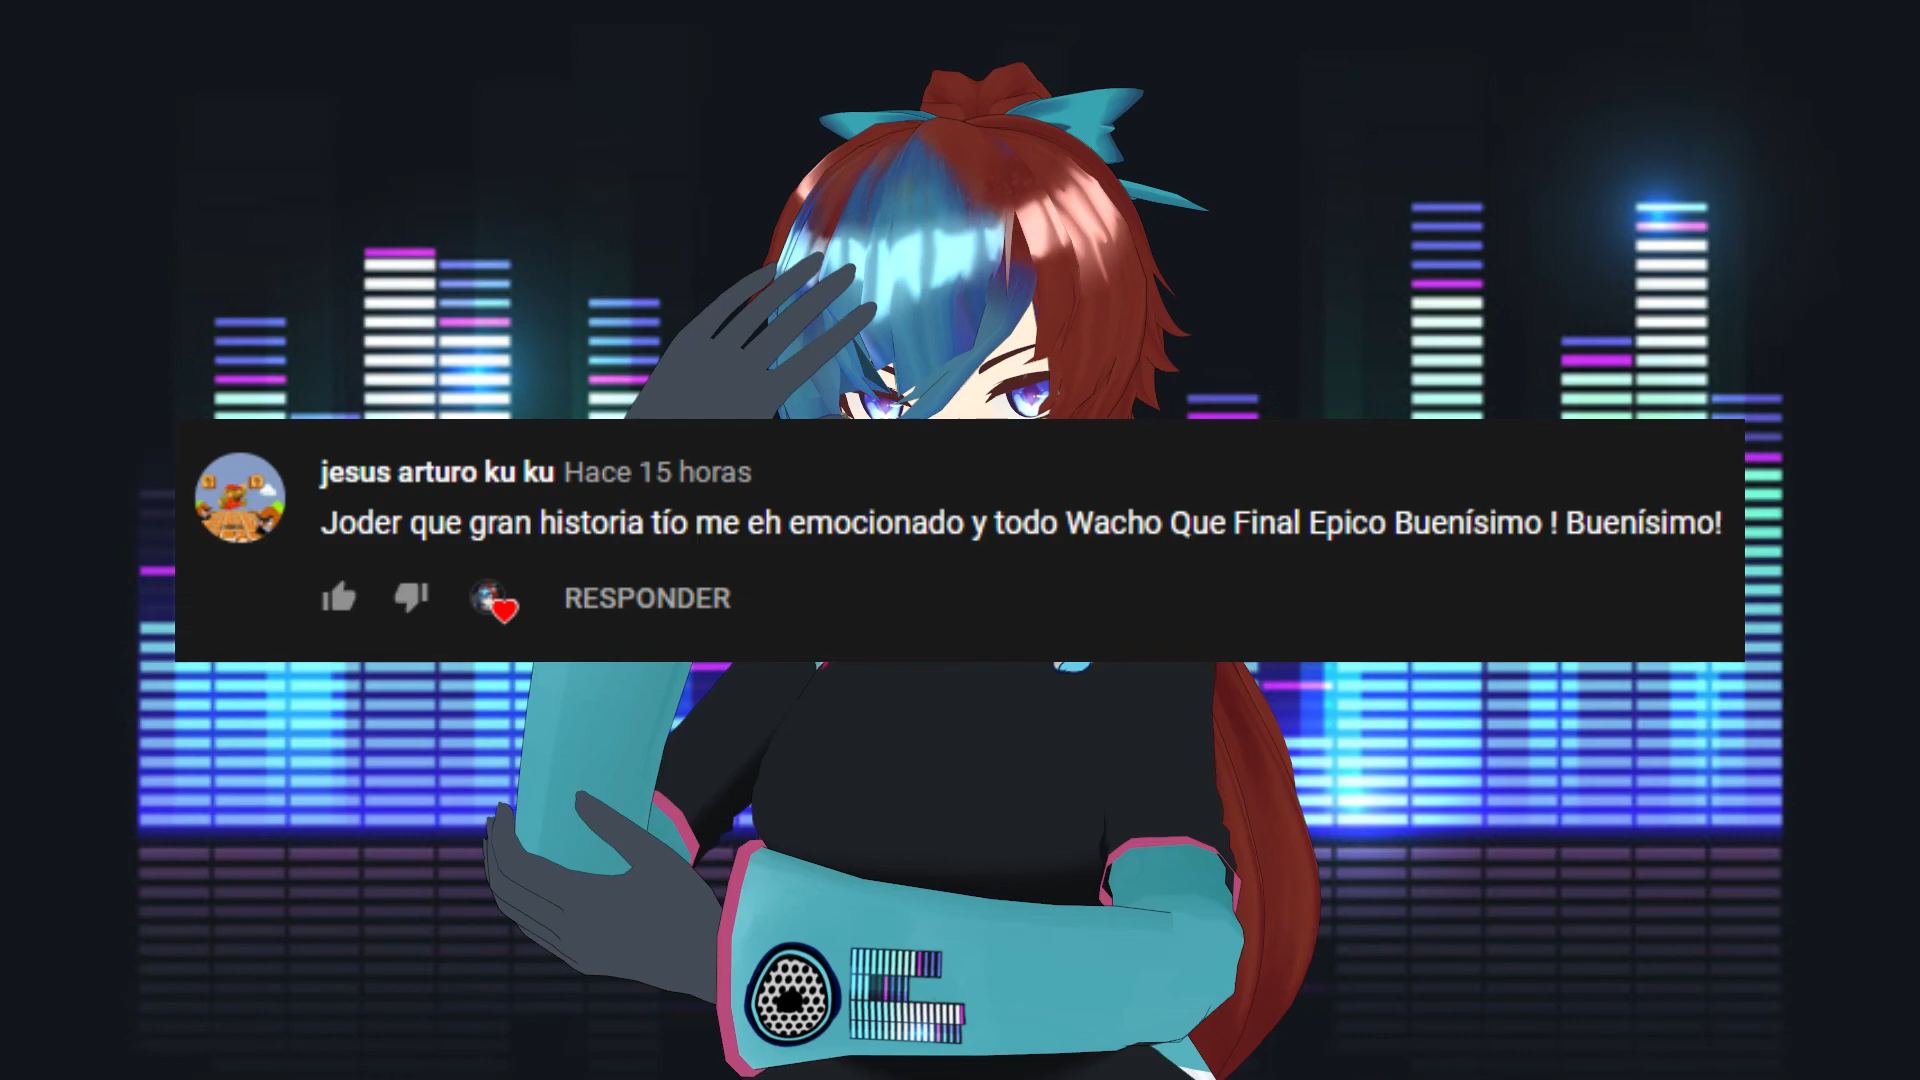 jesus arturo ku ku Hace 15 horas
Joder que gran historia tío me eh emocionado y todo Wacho Que Final Epico Buenísimo ! Buenísimo!
RESPONDER